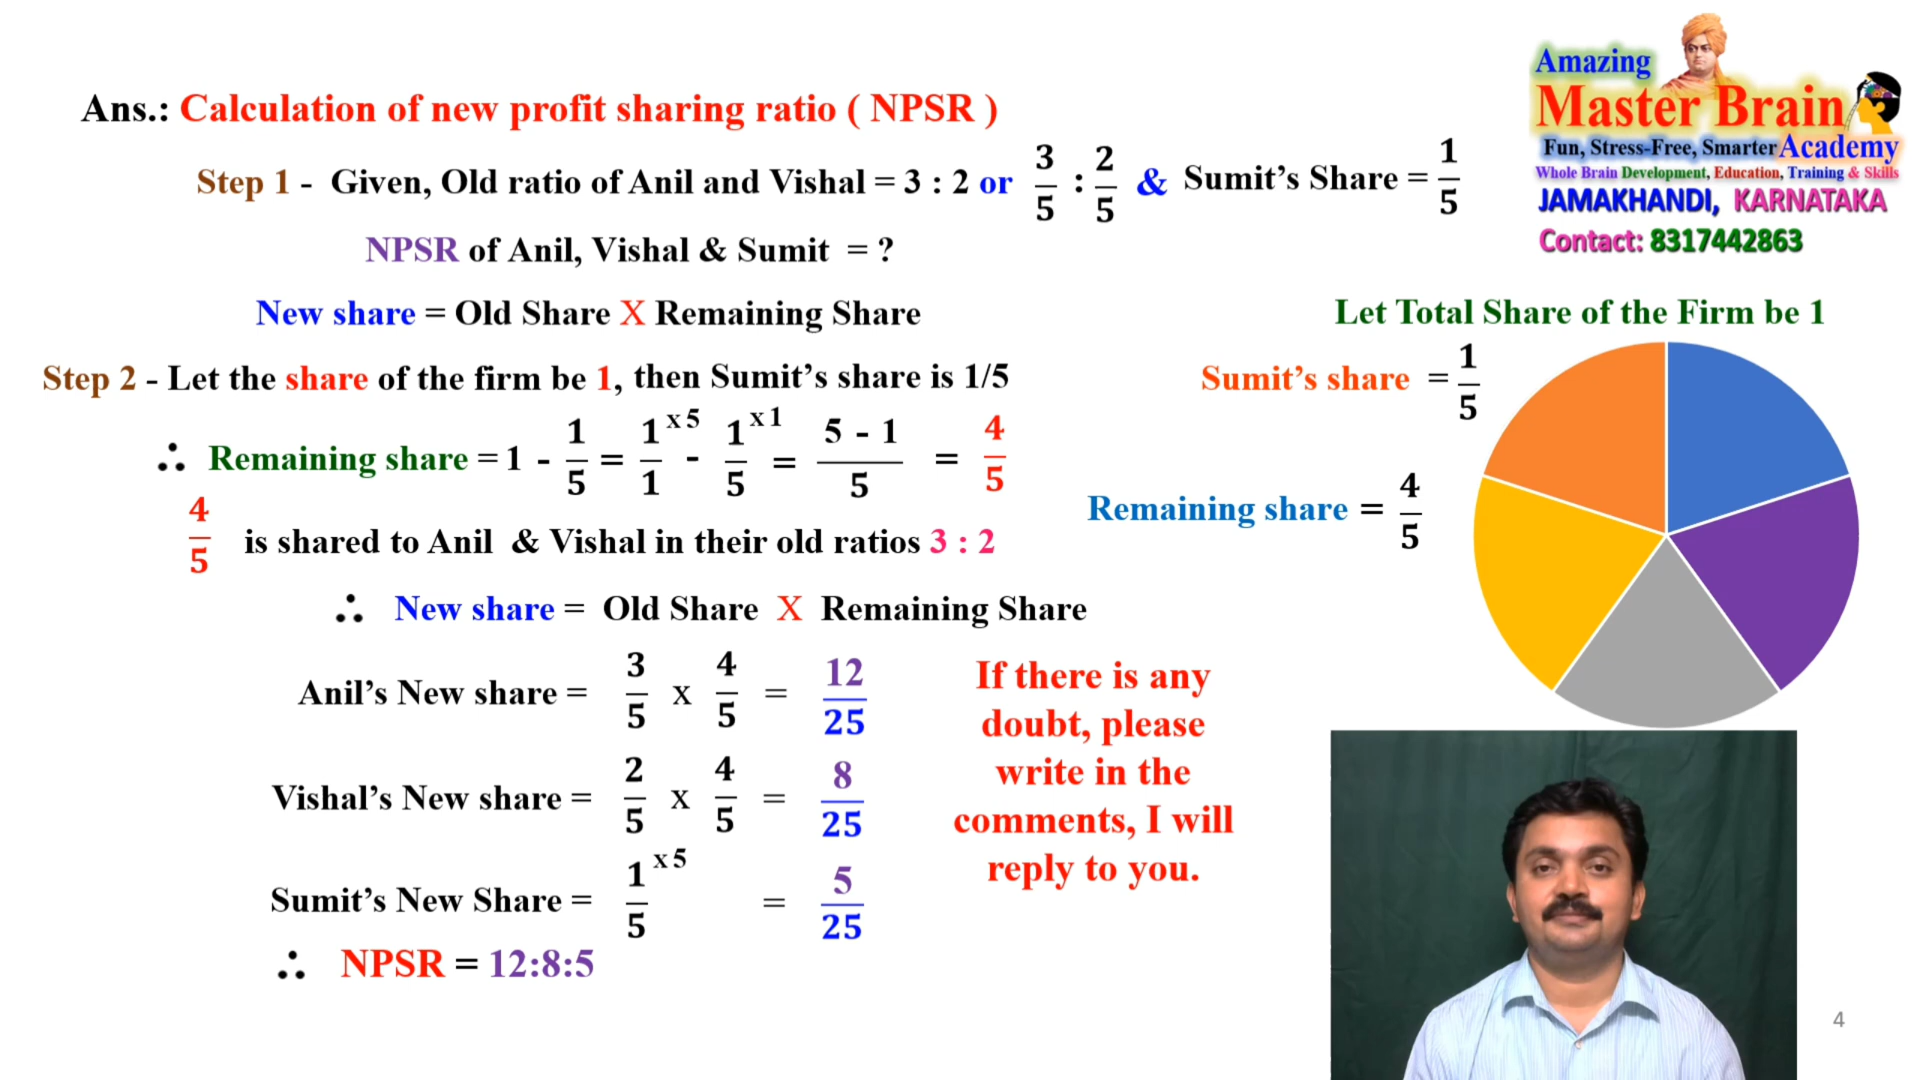 Ans.: Calculation of new profit sharing ratio ( NPSR )
Step 1 - Given, Old ratio of Anil and Vishal = 3 : 2 or 3/5 : 2/5 & Sumit’s Share = 1/5
NPSR of Anil, Vishal & Sumit = ?
New share = Old Share X Remaining Share
Step 2 - Let the share of the firm be 1, then Sumit’s share is 1/5
∴ Remaining share = 1 - 1/5 = 1/1 x 5 - 1/5 x 1 = 5 - 1/5 = 4/5
4/5 is shared to Anil & Vishal in their old ratios 3 : 2
∴ New share = Old Share X Remaining Share
Anil’s New share = 3/5 x 4/5 = 12/25
Vishal’s New share = 2/5 x 4/5 = 8/25
Sumit’s New Share = 1/5 x 5 = 5/25
∴ NPSR = 12:8:5
If there is any
doubt, please
write in the
comments, I will
reply to you.
Amazing
Master Brain
Fun, Stress-Free, Smarter Academy
Whole Brain Development, Education, Training & Skills
JAMAKHANDI, KARNATAKA
Contact: 8317442863
Let Total Share of the Firm be 1
Sumit’s share = 1/5
Remaining share = 4/5
4